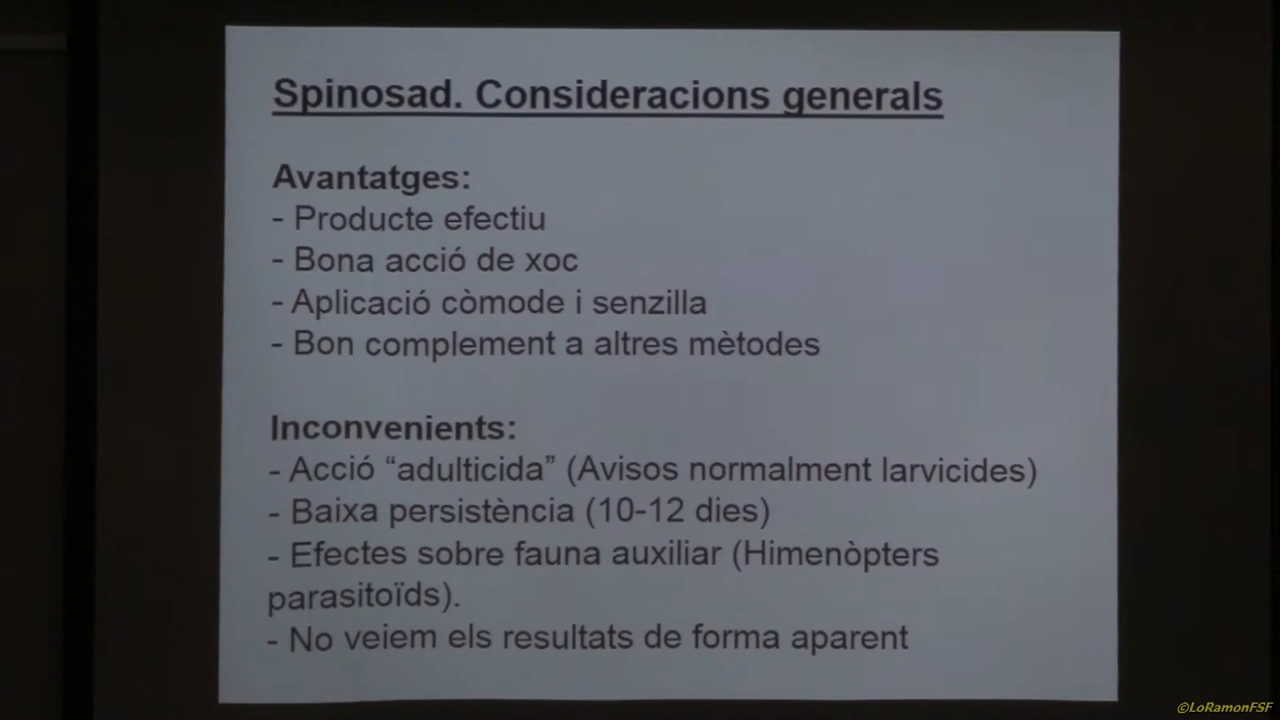 Spinosad. Consideracions generals
Avantatges:
- Producte efectiu
- Bona acció de xoc
- Aplicació còmode i senzilla
- Bon complement a altres mètodes
Inconvenients:
- Acció “adulticida” (Avisos normalment larvicides)
- Baixa persistència (10-12 dies)
- Efectes sobre fauna auxiliar (Himenòpters
parasitoïds).
- No veiem els resultats de forma aparent
©LoRamonFSF